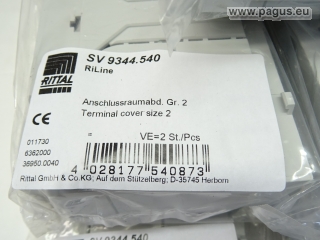 www.pagus.eu
SV 9344.540
RiLine
RITTAL
Anschlussraumabd. Gr. 2
Terminal cover size 2
CE
011730
6362000
36950.0040
= VE=2 St./Pcs
4 028177 540873
Rittal GmbH & Co.KG, Auf dem Stützelberg, D-35745 Herborn
SV 9344.540